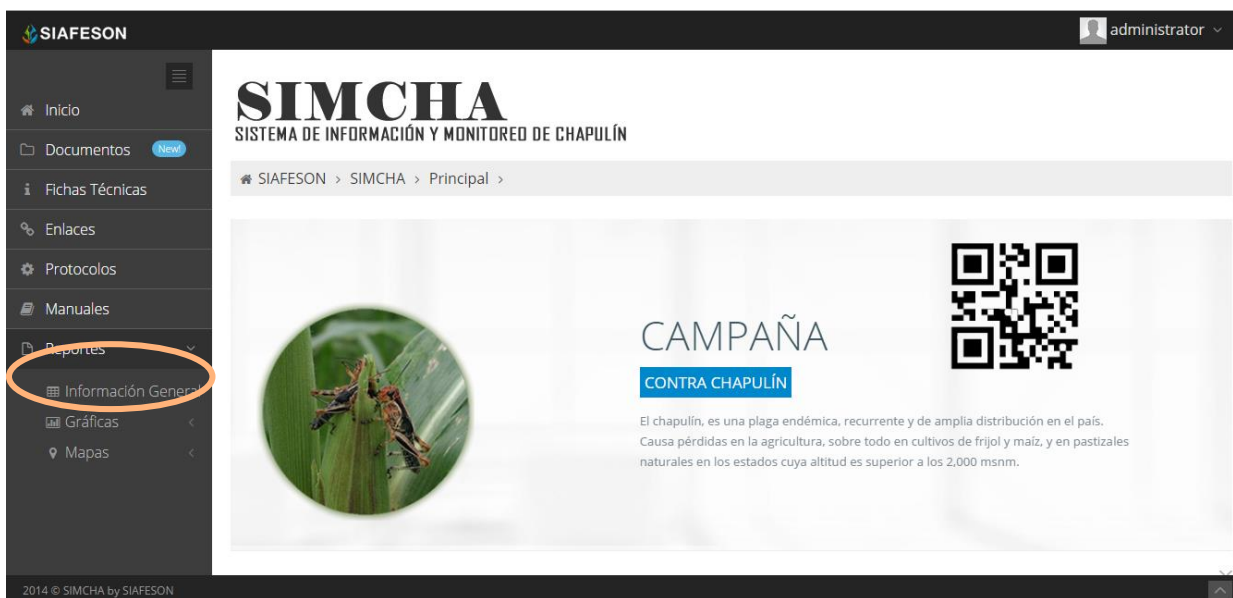 SIAFESON
administrator
Inicio
Documentos New!
Fichas Técnicas
Enlaces
Protocolos
Manuales
Reportes
Información General
Gráficas
Mapas
SIMCHA
SISTEMA DE INFORMACIÓN Y MONITOREO DE CHAPULÍN
SIAFESON > SIMCHA > Principal >
CAMPAÑA
CONTRA CHAPULÍN
El chapulín, es una plaga endémica, recurrente y de amplia distribución en el país.
Causa pérdidas en la agricultura, sobre todo en cultivos de frijol y maíz, y en pastizales
naturales en los estados cuya altitud es superior a los 2,000 msnm.
2014 © SIMCHA by SIAFESON